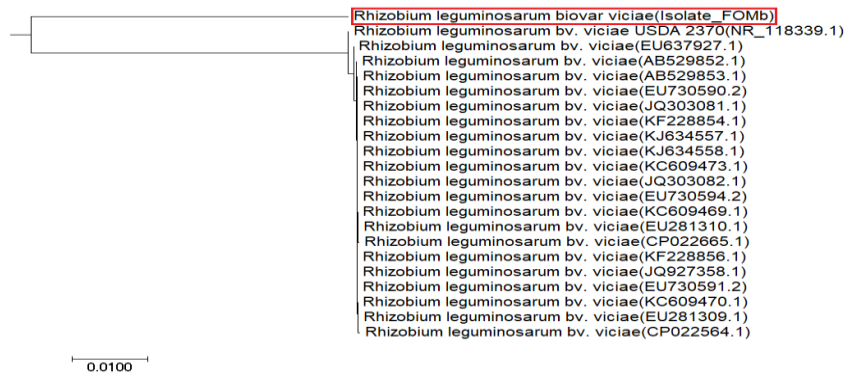 Rhizobium leguminosarum biovar viciae(Isolate_FOMb)
Rhizobium leguminosarum bv. viciae USDA 2370(NR_118339.1)
Rhizobium leguminosarum bv. viciae(EU637927.1)
Rhizobium leguminosarum bv. viciae(AB529852.1)
Rhizobium leguminosarum bv. viciae(AB529853.1)
Rhizobium leguminosarum bv. viciae(EU730590.2)
Rhizobium leguminosarum bv. viciae(JQ303081.1)
Rhizobium leguminosarum bv. viciae(KF228854.1)
Rhizobium leguminosarum bv. viciae(KJ634557.1)
Rhizobium leguminosarum bv. viciae(KJ634558.1)
Rhizobium leguminosarum bv. viciae(KC609473.1)
Rhizobium leguminosarum bv. viciae(JQ303082.1)
Rhizobium leguminosarum bv. viciae(EU730594.2)
Rhizobium leguminosarum bv. viciae(KC609469.1)
Rhizobium leguminosarum bv. viciae(EU281310.1)
Rhizobium leguminosarum bv. viciae(CP022665.1)
Rhizobium leguminosarum bv. viciae(KF228856.1)
Rhizobium leguminosarum bv. viciae(JQ927358.1)
Rhizobium leguminosarum bv. viciae(EU730591.2)
Rhizobium leguminosarum bv. viciae(KC609470.1)
Rhizobium leguminosarum bv. viciae(EU281309.1)
Rhizobium leguminosarum bv. viciae(CP022564.1)
0.0100